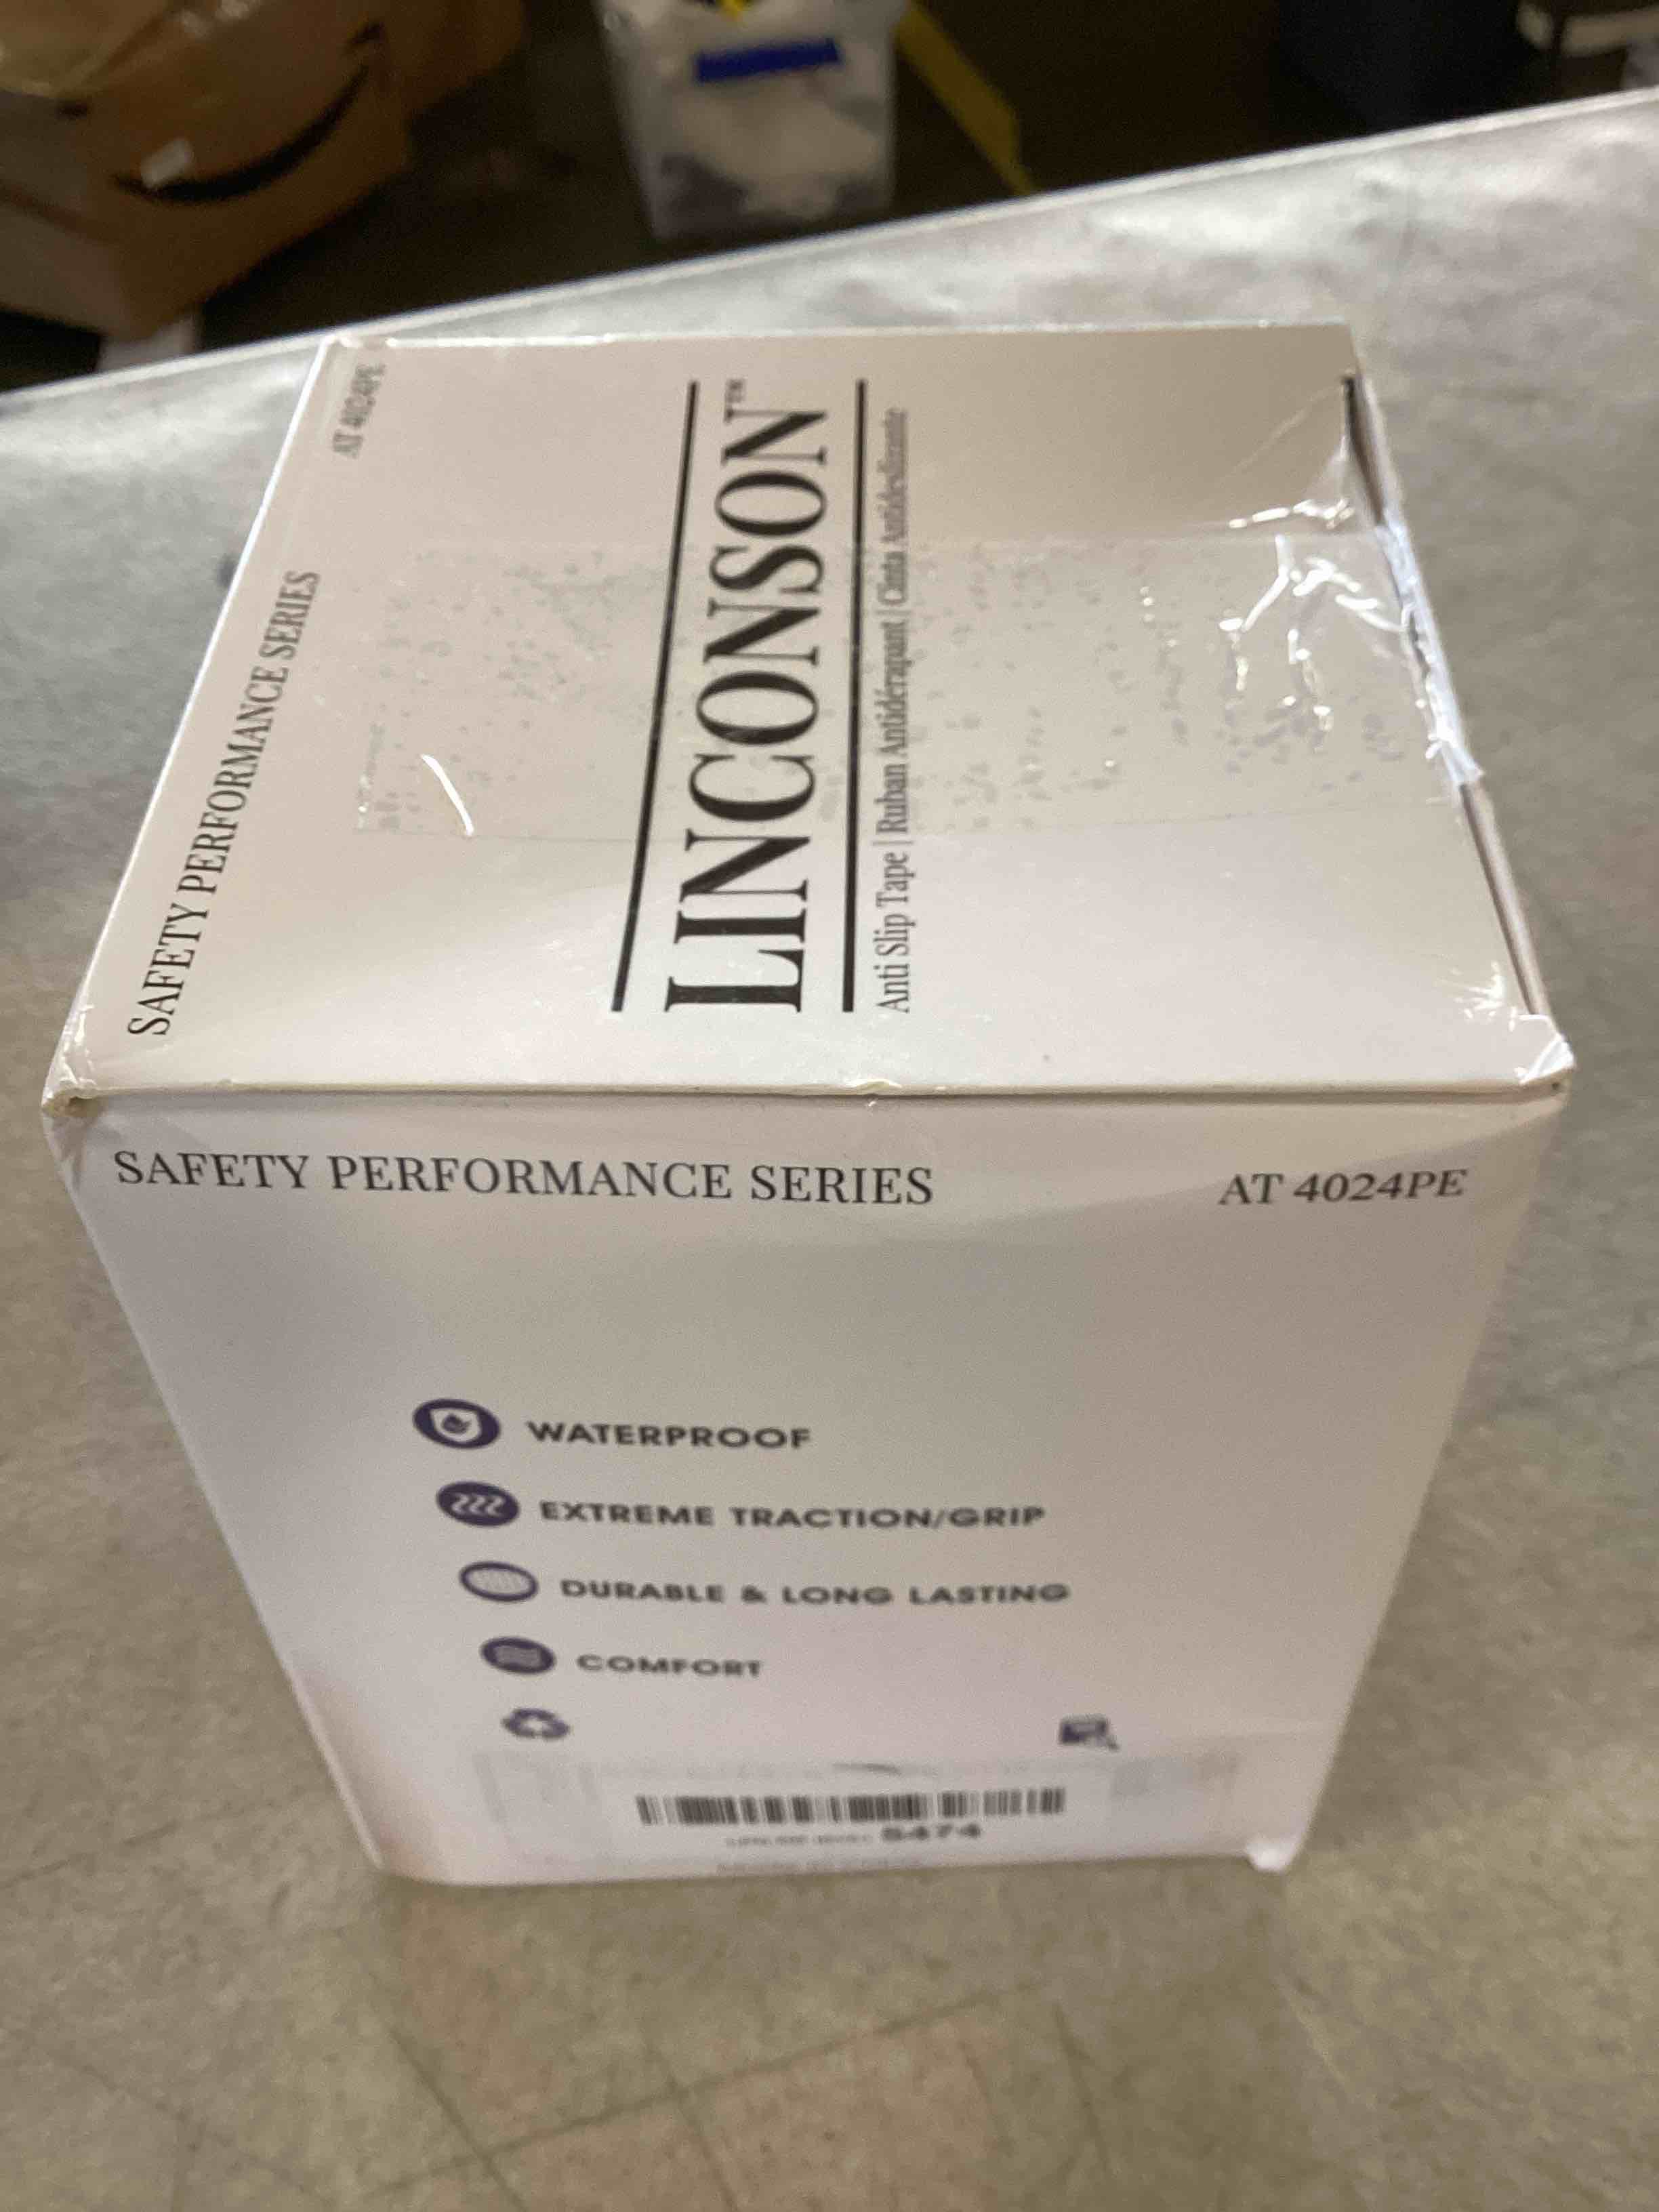 SAFETY PERFORMANCE SERIES
AT 4024PE
LINCONSON™
Anti Slip Tape | Ruban Antidérapant | Cinta Antideslizante
SAFETY PERFORMANCE SERIES
AT 4024PE
WATERPROOF
EXTREME TRACTION/GRIP
DURABLE & LONG LASTING
COMFORT
5474